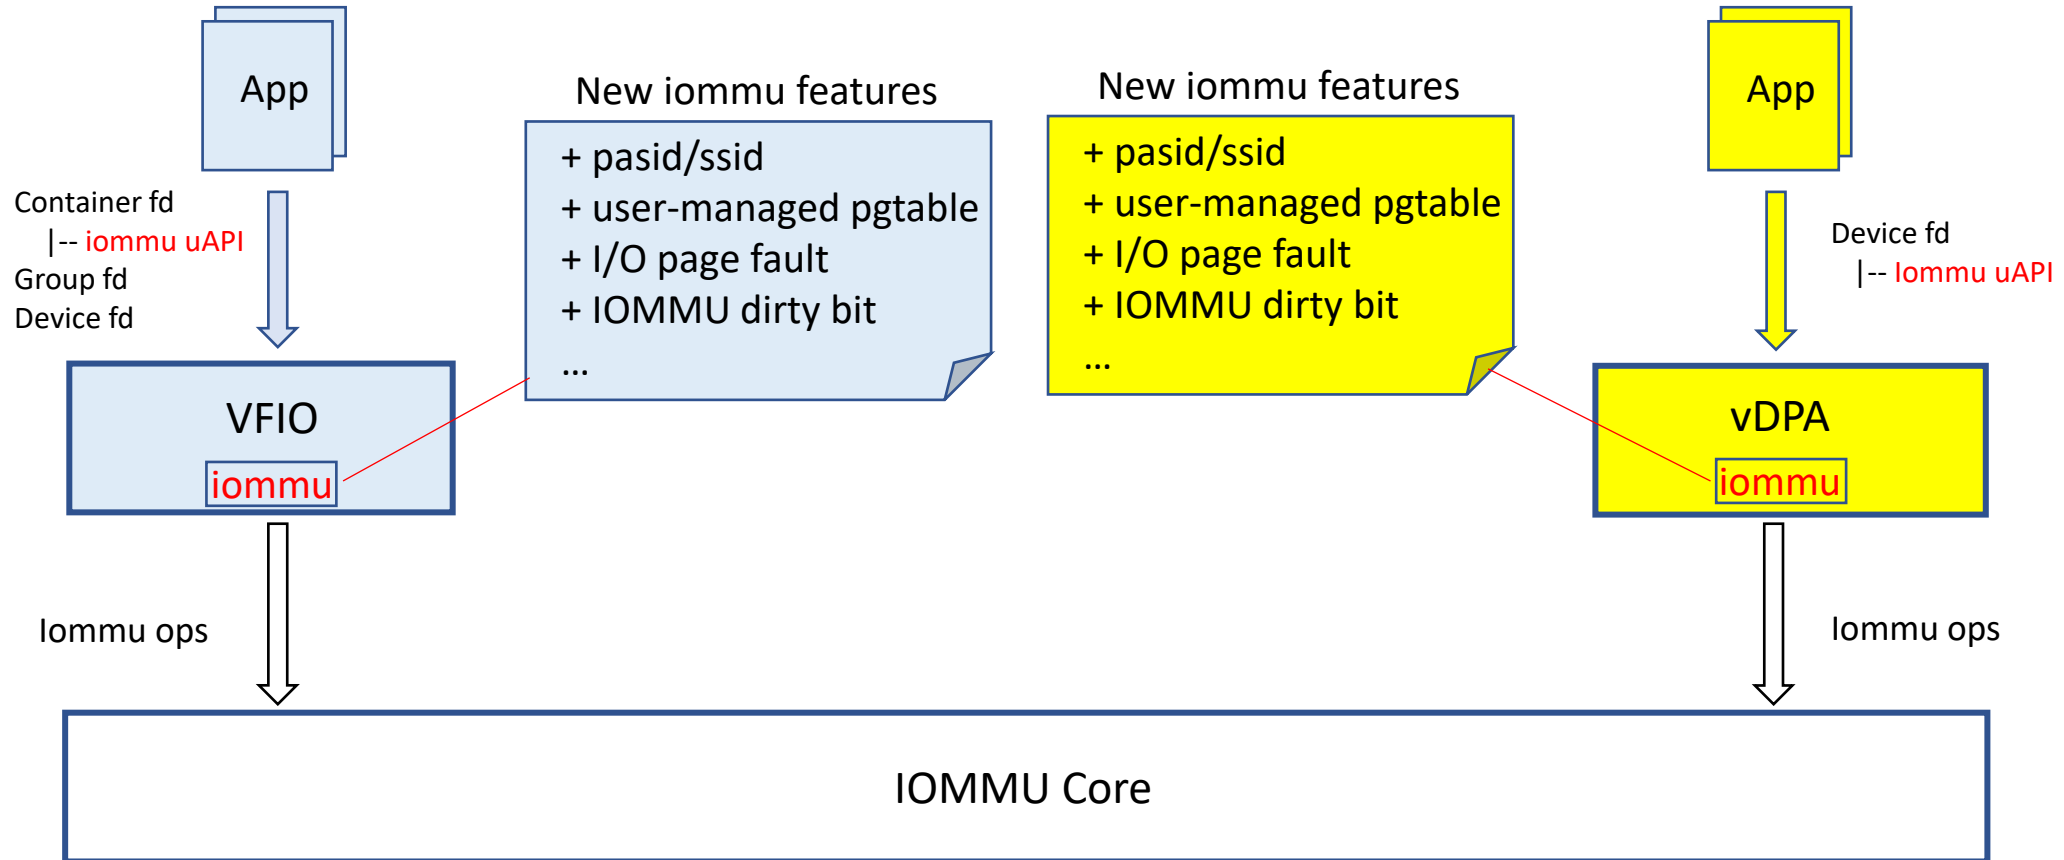 App
New iommu features
+ pasid/ssid
+ user-managed pgtable
+ I/O page fault
+ IOMMU dirty bit
...
New iommu features
+ pasid/ssid
+ user-managed pgtable
+ I/O page fault
+ IOMMU dirty bit
...
App
Container fd
|-- iommu uAPI
Group fd
Device fd
Device fd
|-- Iommu uAPI
VFIO
iommu
vDPA
iommu
Iommu ops
Iommu ops
IOMMU Core